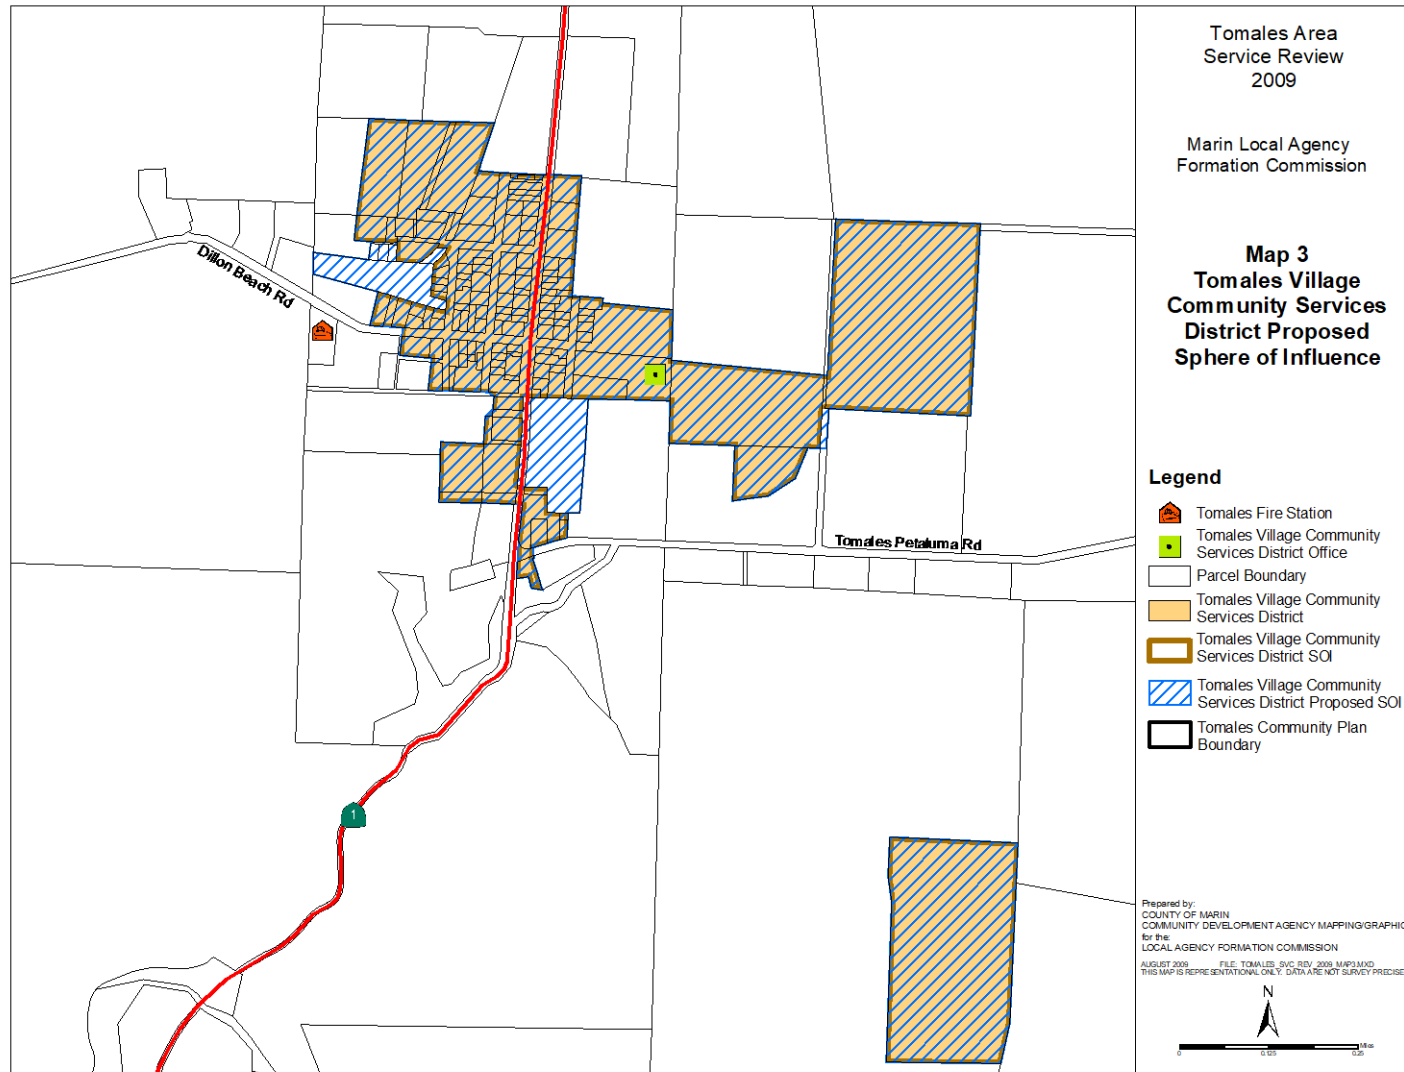 Tomales Area
Service Review
2009
Marin Local Agency
Formation Commission
Map 3
Tomales Village
Community Services
District Proposed
Sphere of Influence
Dillon Beach Rd
Tomales Petaluma Rd
1
Legend
Tomales Fire Station
Tomales Village Community
Services District Office
Parcel Boundary
Tomales Village Community
Services District
Tomales Village Community
Services District SOI
Tomales Village Community
Services District Proposed SOI
Tomales Community Plan
Boundary
Prepared by:
COUNTY OF MARIN
COMMUNITY DEVELOPMENT AGENCY MAPPING/GRAPHIC
for the:
LOCAL AGENCY FORMATION COMMISSION
AUGUST 2009 FILE: TOMALES_SVC_REV_2009_MAP3.MXD
THIS MAP IS REPRESENTATIONAL ONLY. DATA ARE NOT SURVEY PRECISE
N
Miles
0 0.125 0.25